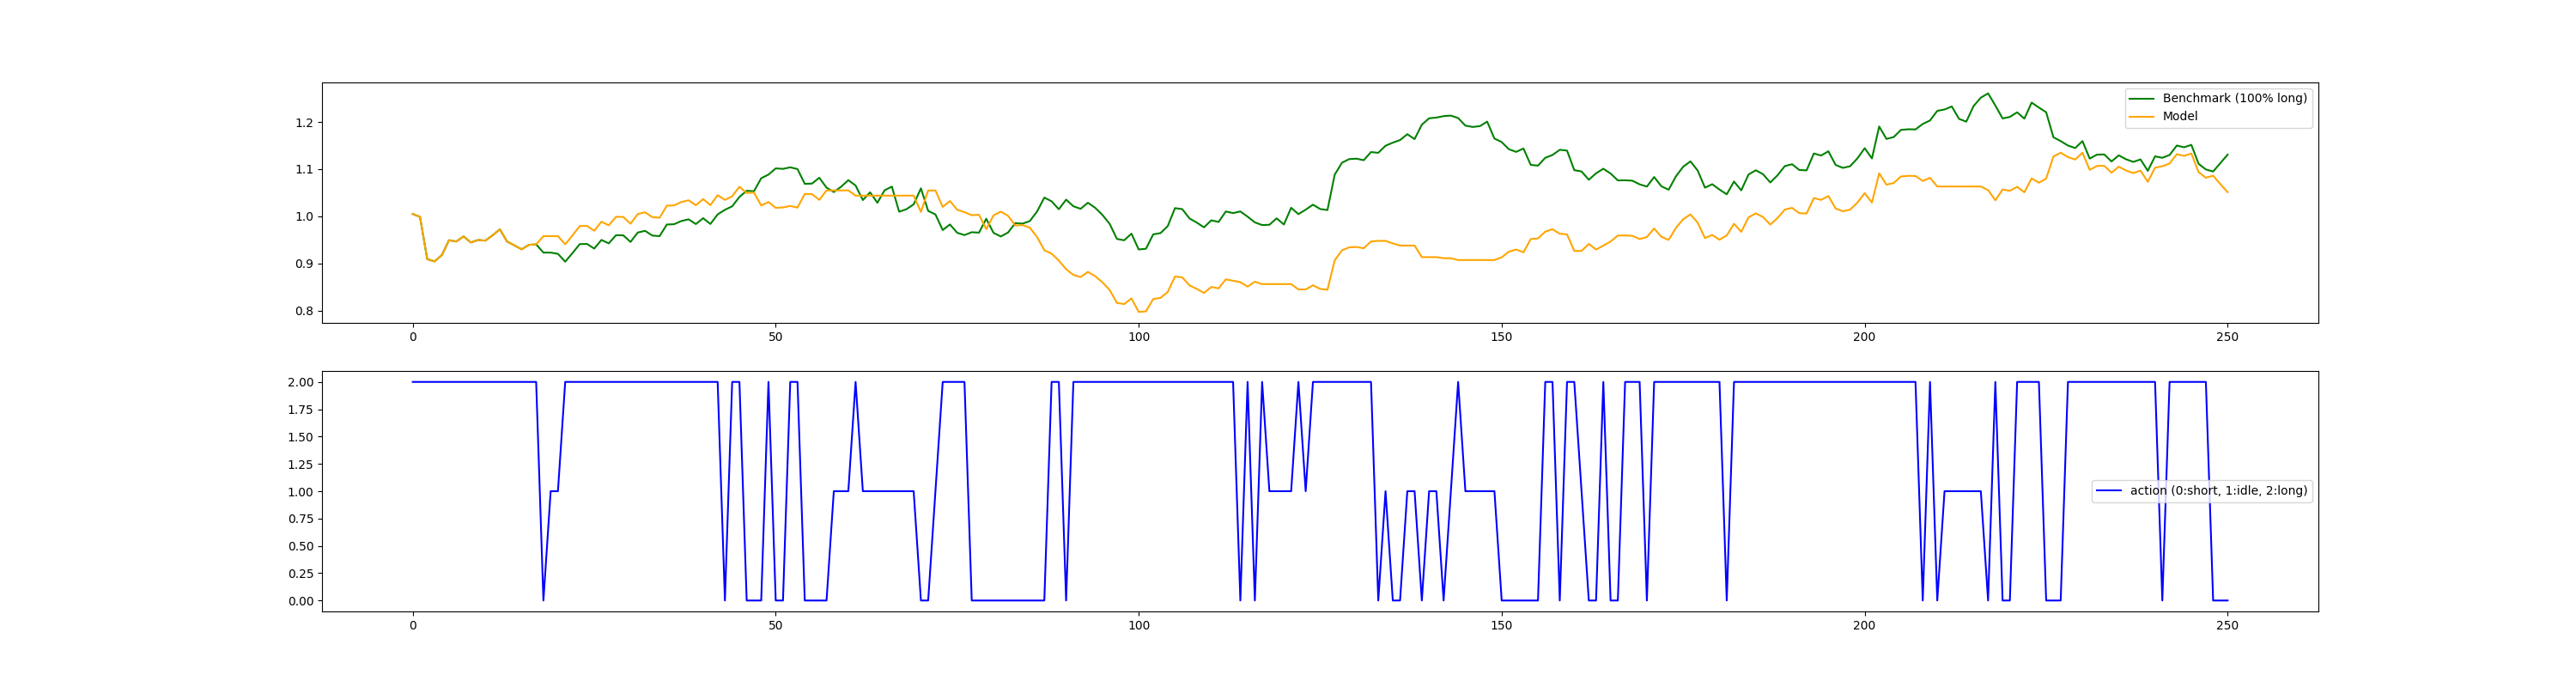 Benchmark (100% long)
Model
1.2
1.1
1.0
0.9
0.8
0 50 100 150 200 250
2.00
1.75
1.50
1.25
1.00
0.75
0.50
0.25
0.00
action (0:short, 1:idle, 2:long)
0 50 100 150 200 250